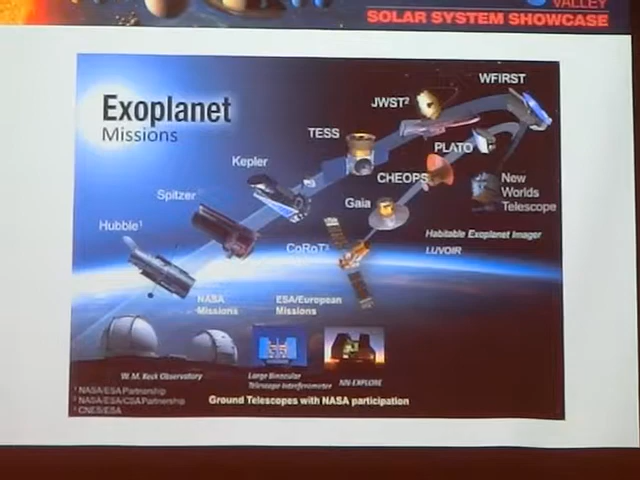 VALLEY
SOLAR SYSTEM SHOWCASE
Exoplanet
Missions
WFIRST
JWST²
TESS
PLATO
Kepler
CHEOPS
New
Worlds
Telescope
Spitzer
Gaia
Hubble¹
CoRoT³
Habitable Exoplanet Imager
LUVOIR
NASA
Missions
ESA/European
Missions
W. M. Keck Observatory
Large Binocular
Telescope Interferometer
NN-EXPLORE
¹ NASA/ESA Partnership
² NASA/ESA/CSA Partnership
³ CNES/ESA
Ground Telescopes with NASA participation